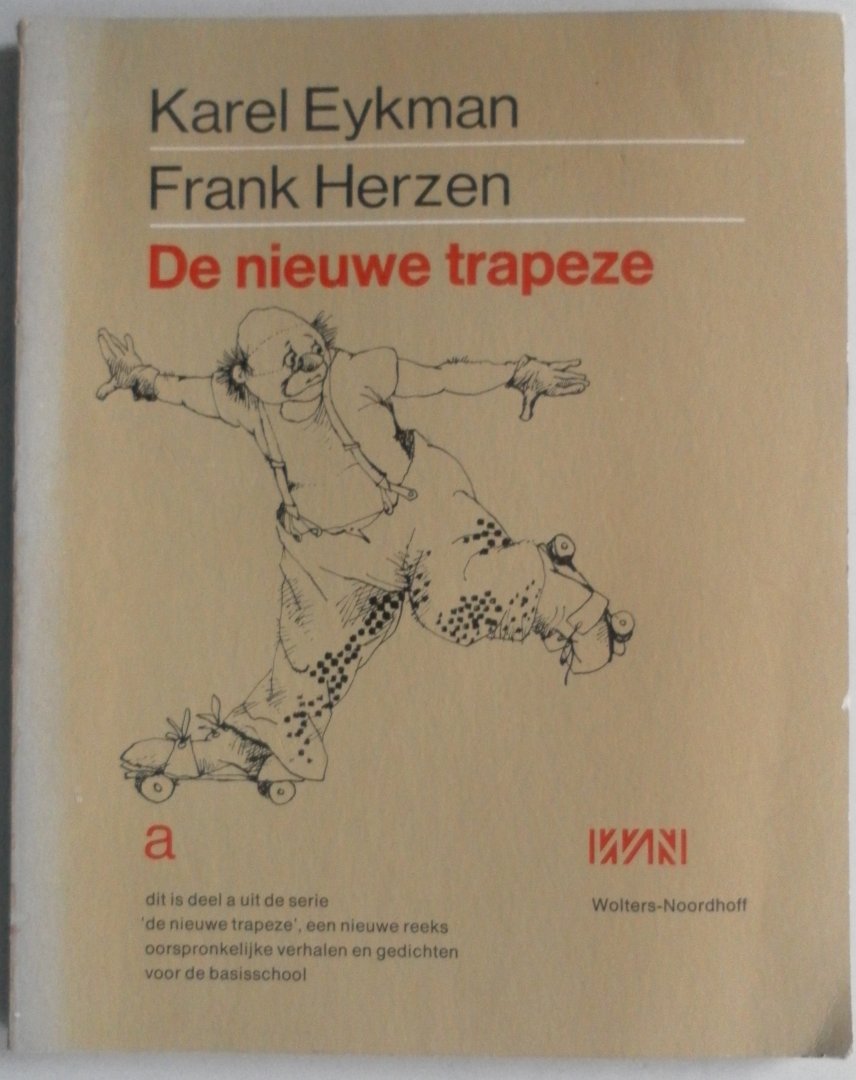 Karel Eykman
Frank Herzen
De nieuwe trapeze
a
dit is deel a uit de serie
'de nieuwe trapeze', een nieuwe reeks
oorspronkelijke verhalen en gedichten
voor de basisschool
WN
Wolters-Noordhoff